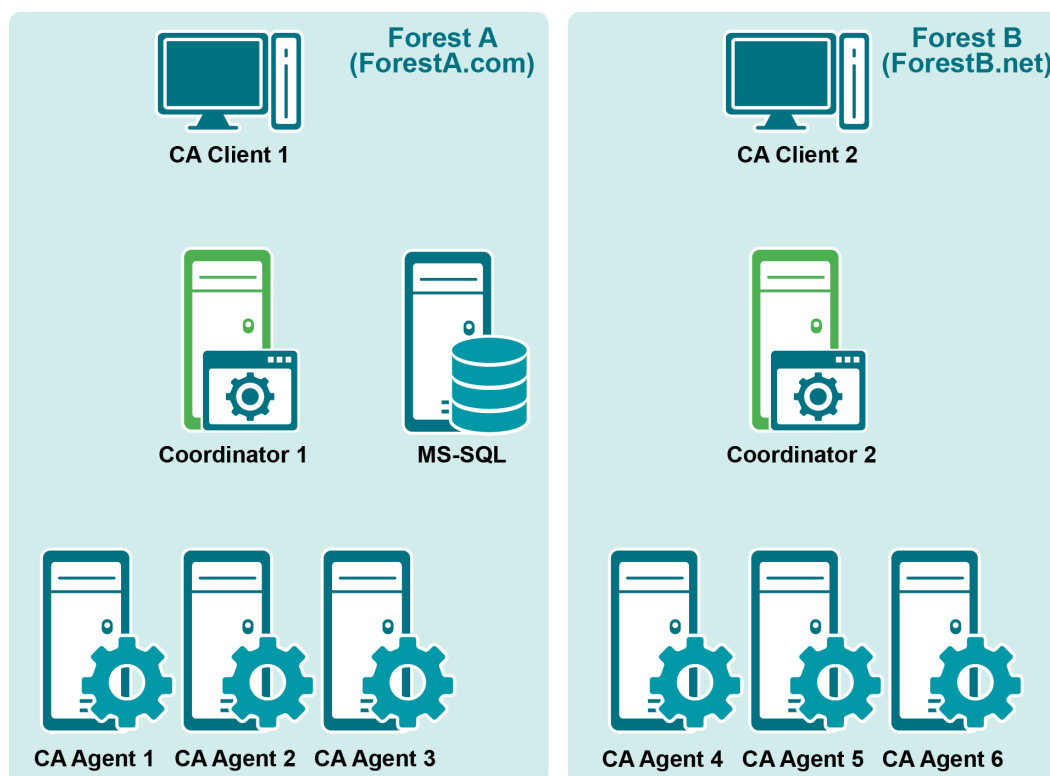 Forest A
(ForestA.com)
CA Client 1
Coordinator 1
MS-SQL
CA Agent 1
CA Agent 2
CA Agent 3
Forest B
(ForestB.net)
CA Client 2
Coordinator 2
CA Agent 4
CA Agent 5
CA Agent 6